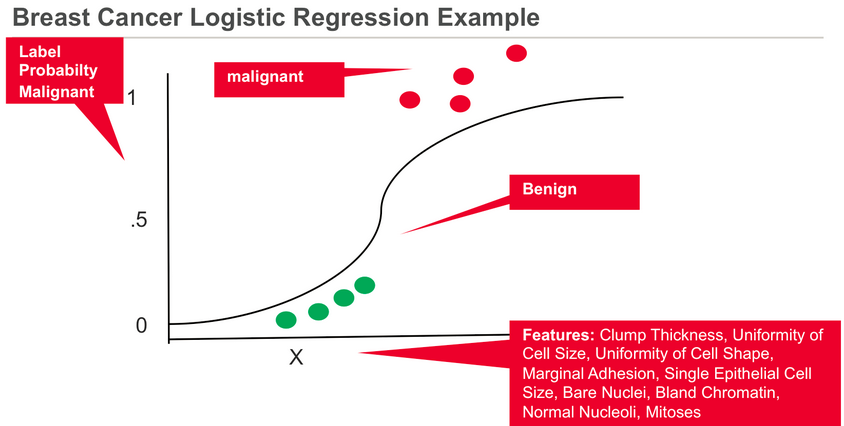 Breast Cancer Logistic Regression Example
Label
Probabilty
Malignant
malignant
1
Benign
.5
0
X
Features: Clump Thickness, Uniformity of
Cell Size, Uniformity of Cell Shape,
Marginal Adhesion, Single Epithelial Cell
Size, Bare Nuclei, Bland Chromatin,
Normal Nucleoli, Mitoses